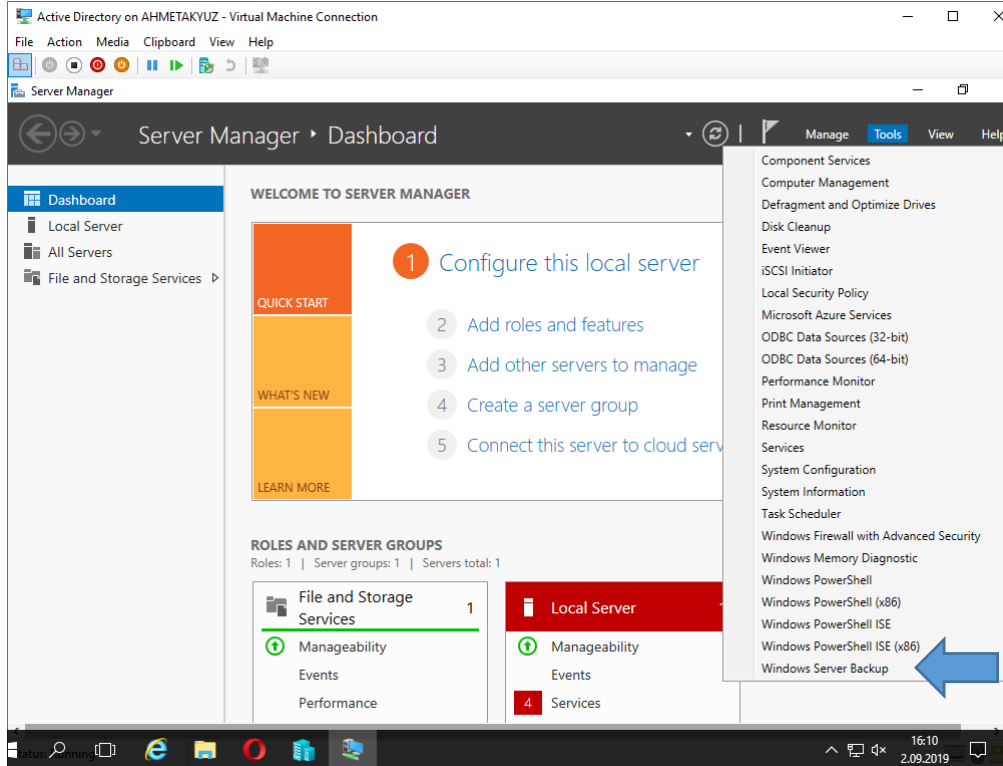 Active Directory on AHMETAKYUZ - Virtual Machine Connection
File Action Media Clipboard View Help
Server Manager
Server Manager • Dashboard
Manage Tools View Help
Dashboard
Local Server
All Servers
File and Storage Services
WELCOME TO SERVER MANAGER
QUICK START
WHAT'S NEW
LEARN MORE
1 Configure this local server
2 Add roles and features
3 Add other servers to manage
4 Create a server group
5 Connect this server to cloud serv
ROLES AND SERVER GROUPS
Roles: 1 | Server groups: 1 | Servers total: 1
File and Storage
Services
1
Manageability
Events
Performance
Local Server
Manageability
Events
4 Services
Component Services
Computer Management
Defragment and Optimize Drives
Disk Cleanup
Event Viewer
iSCSI Initiator
Local Security Policy
Microsoft Azure Services
ODBC Data Sources (32-bit)
ODBC Data Sources (64-bit)
Performance Monitor
Print Management
Resource Monitor
Services
System Configuration
System Information
Task Scheduler
Windows Firewall with Advanced Security
Windows Memory Diagnostic
Windows PowerShell
Windows PowerShell (x86)
Windows PowerShell ISE
Windows PowerShell ISE (x86)
Windows Server Backup
16:10
2.09.2019